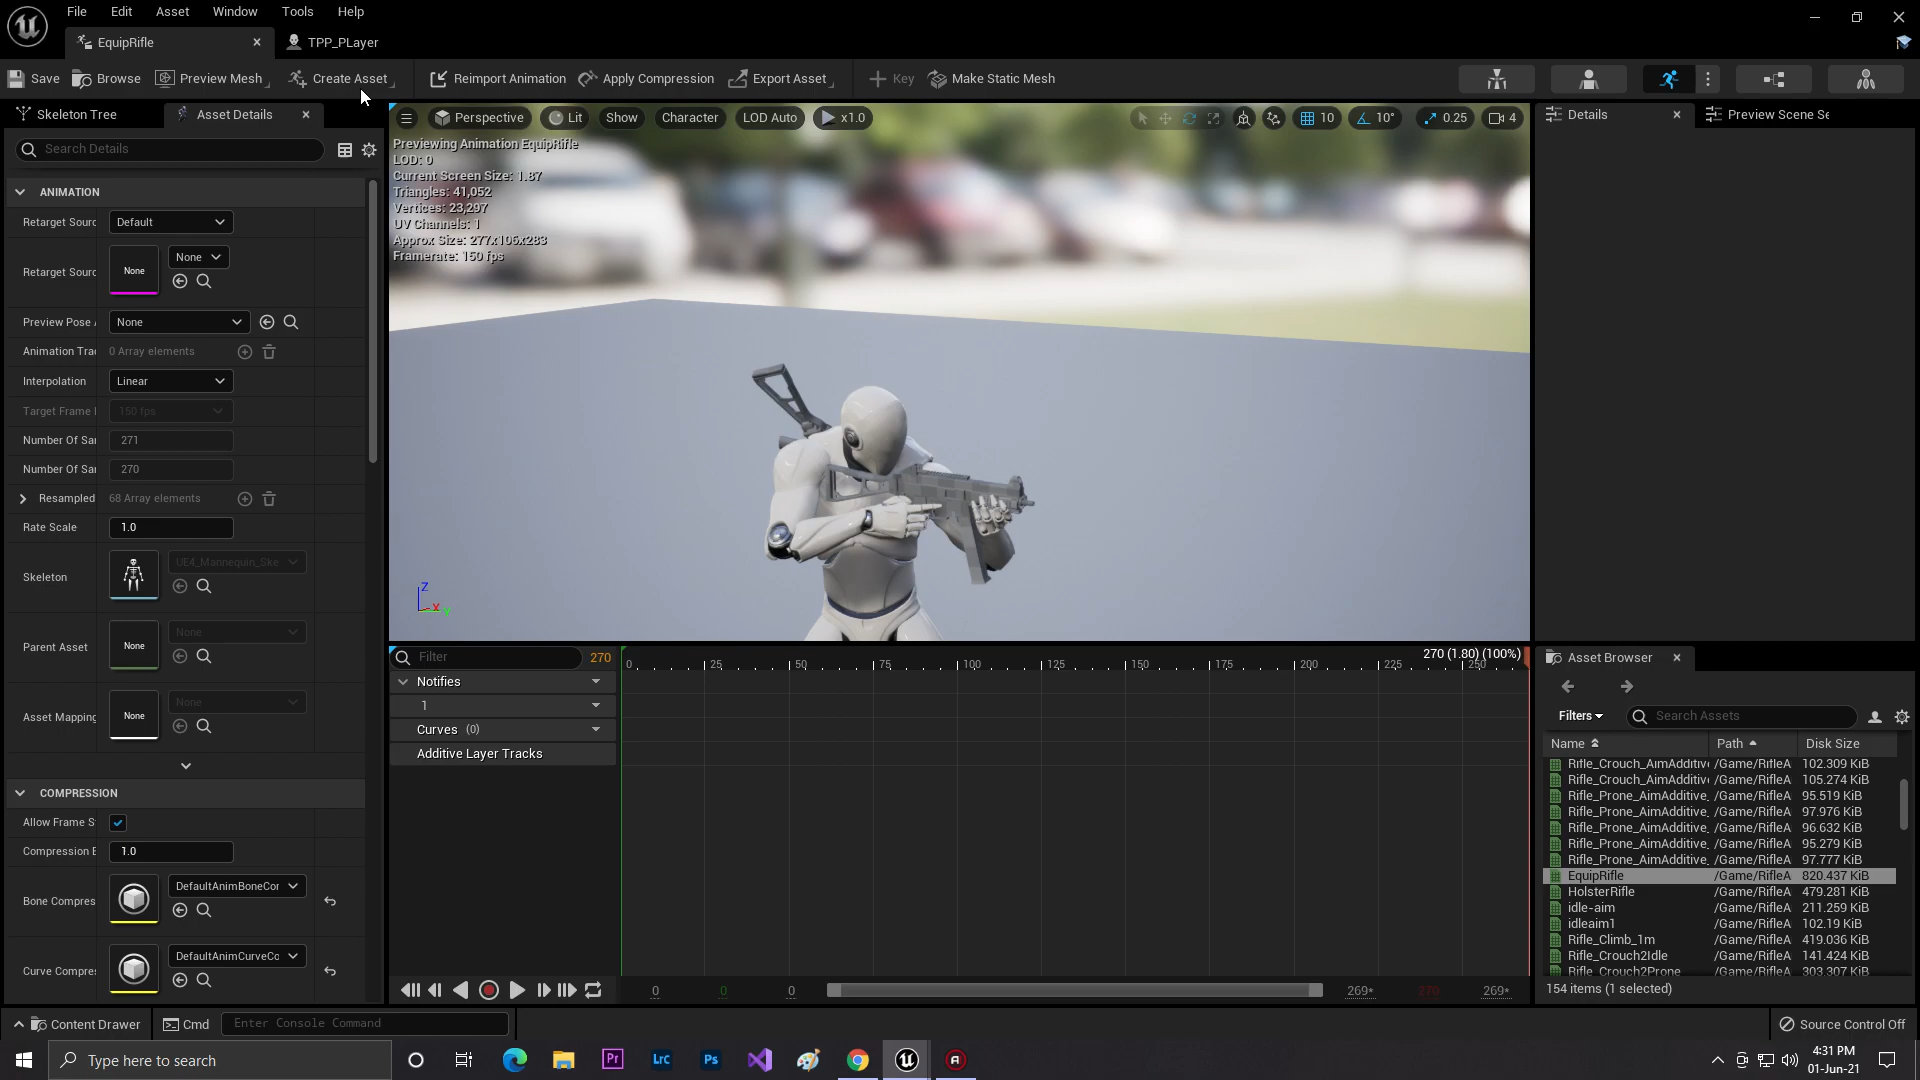 File Edit Asset Window Tools Help
EquipRifle TPP_PLayer
Save Browse Preview Mesh Create Asset Reimport Animation Apply Compression Export Asset Key Make Static Mesh
Skeleton Tree Asset Details
Search Details
ANIMATION
Retarget Sourc Default
Retarget Sourc None None
Preview Pose A None
Animation Trac 0 Array elements
Interpolation Linear
Target Frame 150 fps
Number Of Sar 271
Number Of Sar 270
Resampled 68 Array elements
Rate Scale 1.0
Skeleton UE4_Mannequin_Ske
Parent Asset None None
Asset Mapping None None
COMPRESSION
Allow Frame S
Compression E 1.0
Bone Compres DefaultAnimBoneCor
Curve Compre DefaultAnimCurveCo
Perspective Lit Show Character LOD Auto x1.0 10 10° 0.25 4
Previewing Animation EquipRifle
LOD: 0
Current Screen Size: 1.87
Triangles: 41,052
Vertices: 23,297
UV Channels: 1
Approx Size: 277x106x283
Framerate: 150 fps
Z
X
Y
Filter 270 0 25 50 75 100 125 150 175 200 225 250 270 (1.80) (100%)
Notifies
1
Curves (0)
Additive Layer Tracks
0 0 0 269* 270 269*
Details Preview Scene Se
Asset Browser
Filters Search Assets
Name Path Disk Size
Rifle_Crouch_AimAdditive /Game/RifleA 102.309 KiB
Rifle_Crouch_AimAdditive /Game/RifleA 105.274 KiB
Rifle_Prone_AimAdditive_ /Game/RifleA 95.519 KiB
Rifle_Prone_AimAdditive_ /Game/RifleA 97.976 KiB
Rifle_Prone_AimAdditive_ /Game/RifleA 96.632 KiB
Rifle_Prone_AimAdditive_ /Game/RifleA 95.279 KiB
Rifle_Prone_AimAdditive_ /Game/RifleA 97.777 KiB
EquipRifle /Game/RifleA 820.437 KiB
HolsterRifle /Game/RifleA 479.281 KiB
idle-aim /Game/RifleA 211.259 KiB
idleaim1 /Game/RifleA 102.19 KiB
Rifle_Climb_1m /Game/RifleA 419.036 KiB
Rifle_Crouch2Idle /Game/RifleA 141.424 KiB
Rifle_Crouch2Prone /Game/RifleA 303.307 KiB
154 items (1 selected)
Content Drawer Cmd Enter Console Command Source Control Off
Type here to search Pr Lrc Ps 4:31 PM
01-Jun-21